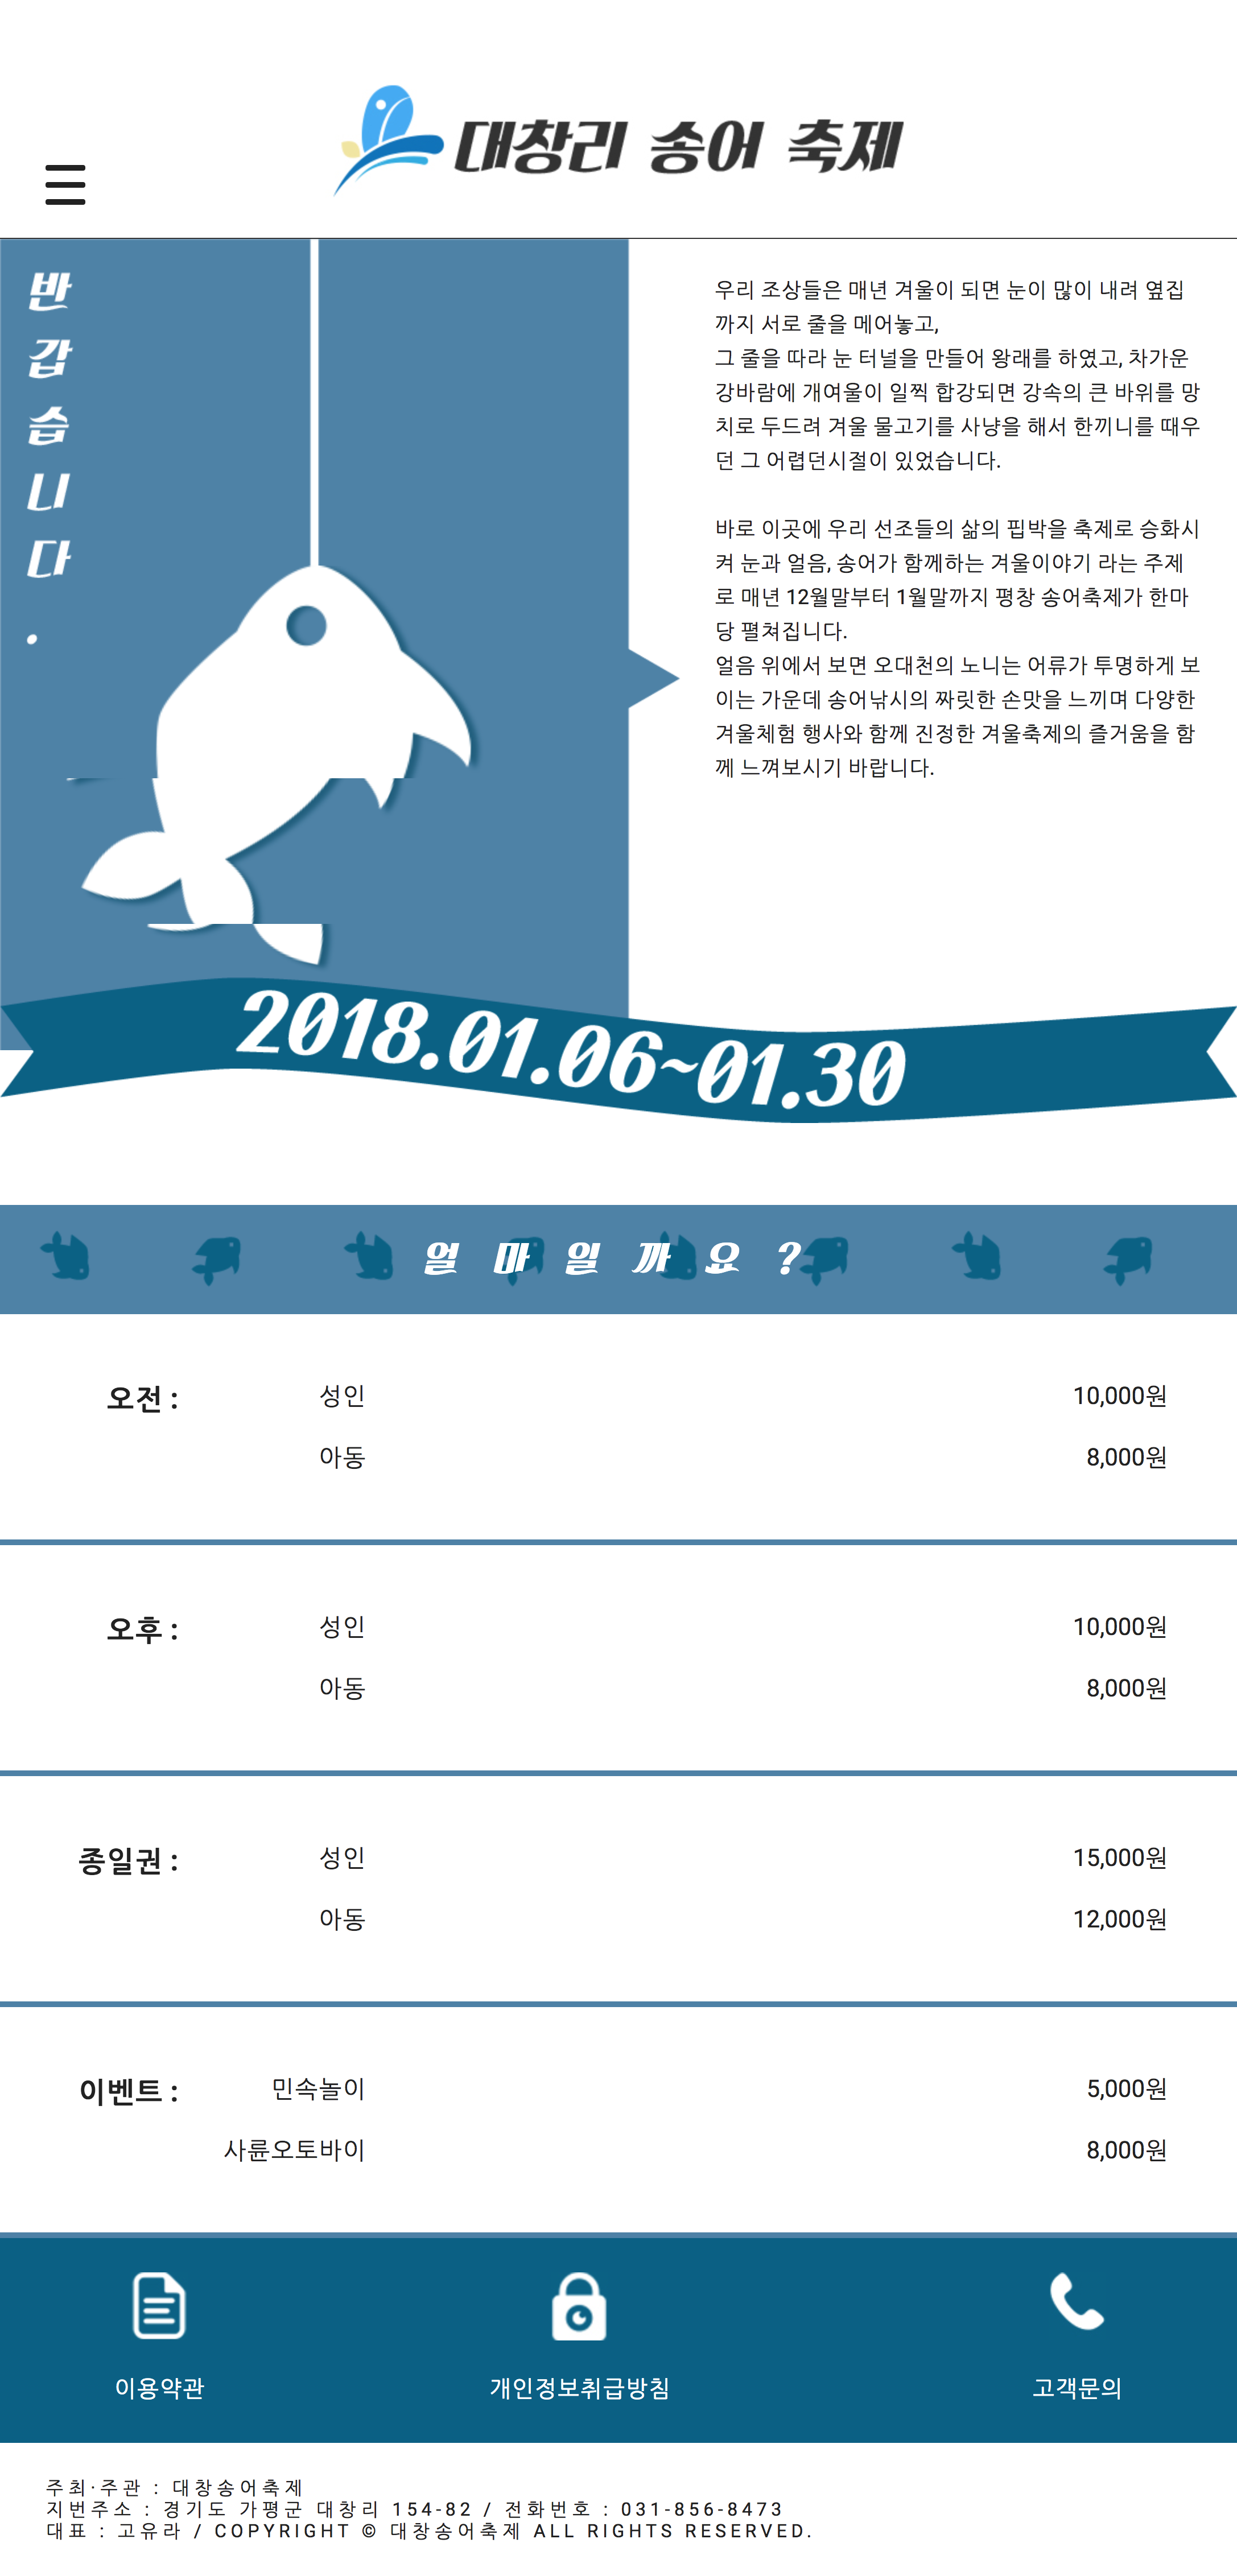 대창리 송어 축제
반
갑
습
니
다
.
우리 조상들은 매년 겨울이 되면 눈이 많이 내려 옆집
까지 서로 줄을 메어놓고,
그 줄을 따라 눈 터널을 만들어 왕래를 하였고, 차가운
강바람에 개여울이 일찍 합강되면 강속의 큰 바위를 망
치로 두드려 겨울 물고기를 사냥을 해서 한끼니를 때우
던 그 어렵던시절이 있었습니다.
바로 이곳에 우리 선조들의 삶의 핍박을 축제로 승화시
켜 눈과 얼음, 송어가 함께하는 겨울이야기 라는 주제
로 매년 12월말부터 1월말까지 평창 송어축제가 한마
당 펼쳐집니다.
얼음 위에서 보면 오대천의 노니는 어류가 투명하게 보
이는 가운데 송어낚시의 짜릿한 손맛을 느끼며 다양한
겨울체험 행사와 함께 진정한 겨울축제의 즐거움을 함
께 느껴보시기 바랍니다.
2018.01.06~01.30
얼 마 일 까 요 ?
오전 : 성인 10,000원
아동 8,000원
오후 : 성인 10,000원
아동 8,000원
종일권 : 성인 15,000원
아동 12,000원
이벤트 : 민속놀이 5,000원
사륜오토바이 8,000원
이용약관 개인정보취급방침 고객문의
주최·주관 : 대창송어축제
지번주소 : 경기도 가평군 대창리 154-82 / 전화번호 : 031-856-8473
대표 : 고유라 / COPYRIGHT © 대창송어축제 ALL RIGHTS RESERVED.